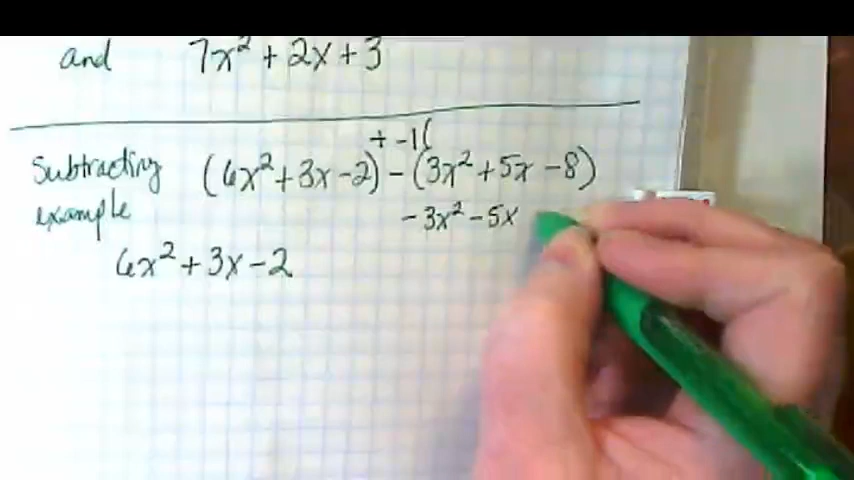 and 7x² + 2x + 3
+ -1(
Subtracting (6x² + 3x - 2) - (3x² + 5x - 8)
example - 3x² - 5x
6x² + 3x - 2